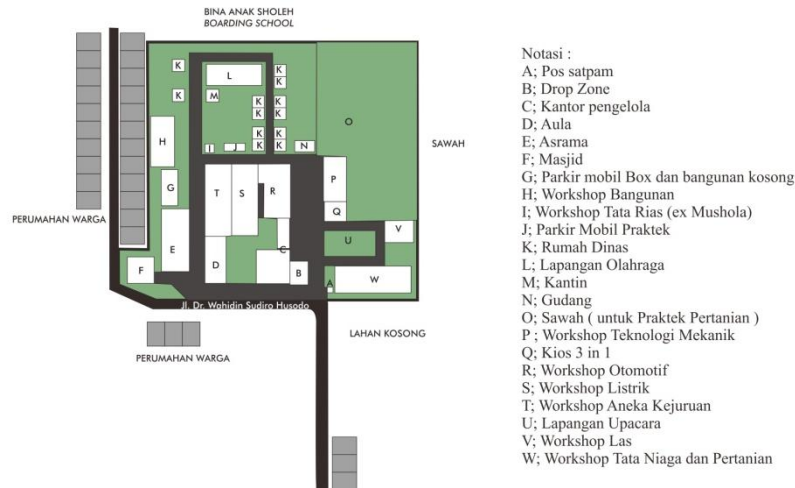 BINA ANAK SHOLEH
BOARDING SCHOOL
K
K
L
M
K
K
K
K
K
K
K
K
K
K
I
J
N
O
SAWAH
H
G
T
S
R
P
Q
PERUMAHAN WARGA
E
F
D
C
B
U
V
A
W
Jl. Dr. Wahidin Sudiro Husodo
LAHAN KOSONG
PERUMAHAN WARGA
Notasi :
A; Pos satpam
B; Drop Zone
C; Kantor pengelola
D; Aula
E; Asrama
F; Masjid
G; Parkir mobil Box dan bangunan kosong
H; Workshop Bangunan
I; Workshop Tata Rias (ex Mushola)
J; Parkir Mobil Praktek
K; Rumah Dinas
L; Lapangan Olahraga
M; Kantin
N; Gudang
O; Sawah ( untuk Praktek Pertanian )
P ; Workshop Teknologi Mekanik
Q; Kios 3 in 1
R; Workshop Otomotif
S; Workshop Listrik
T; Workshop Aneka Kejuruan
U; Lapangan Upacara
V; Workshop Las
W; Workshop Tata Niaga dan Pertanian